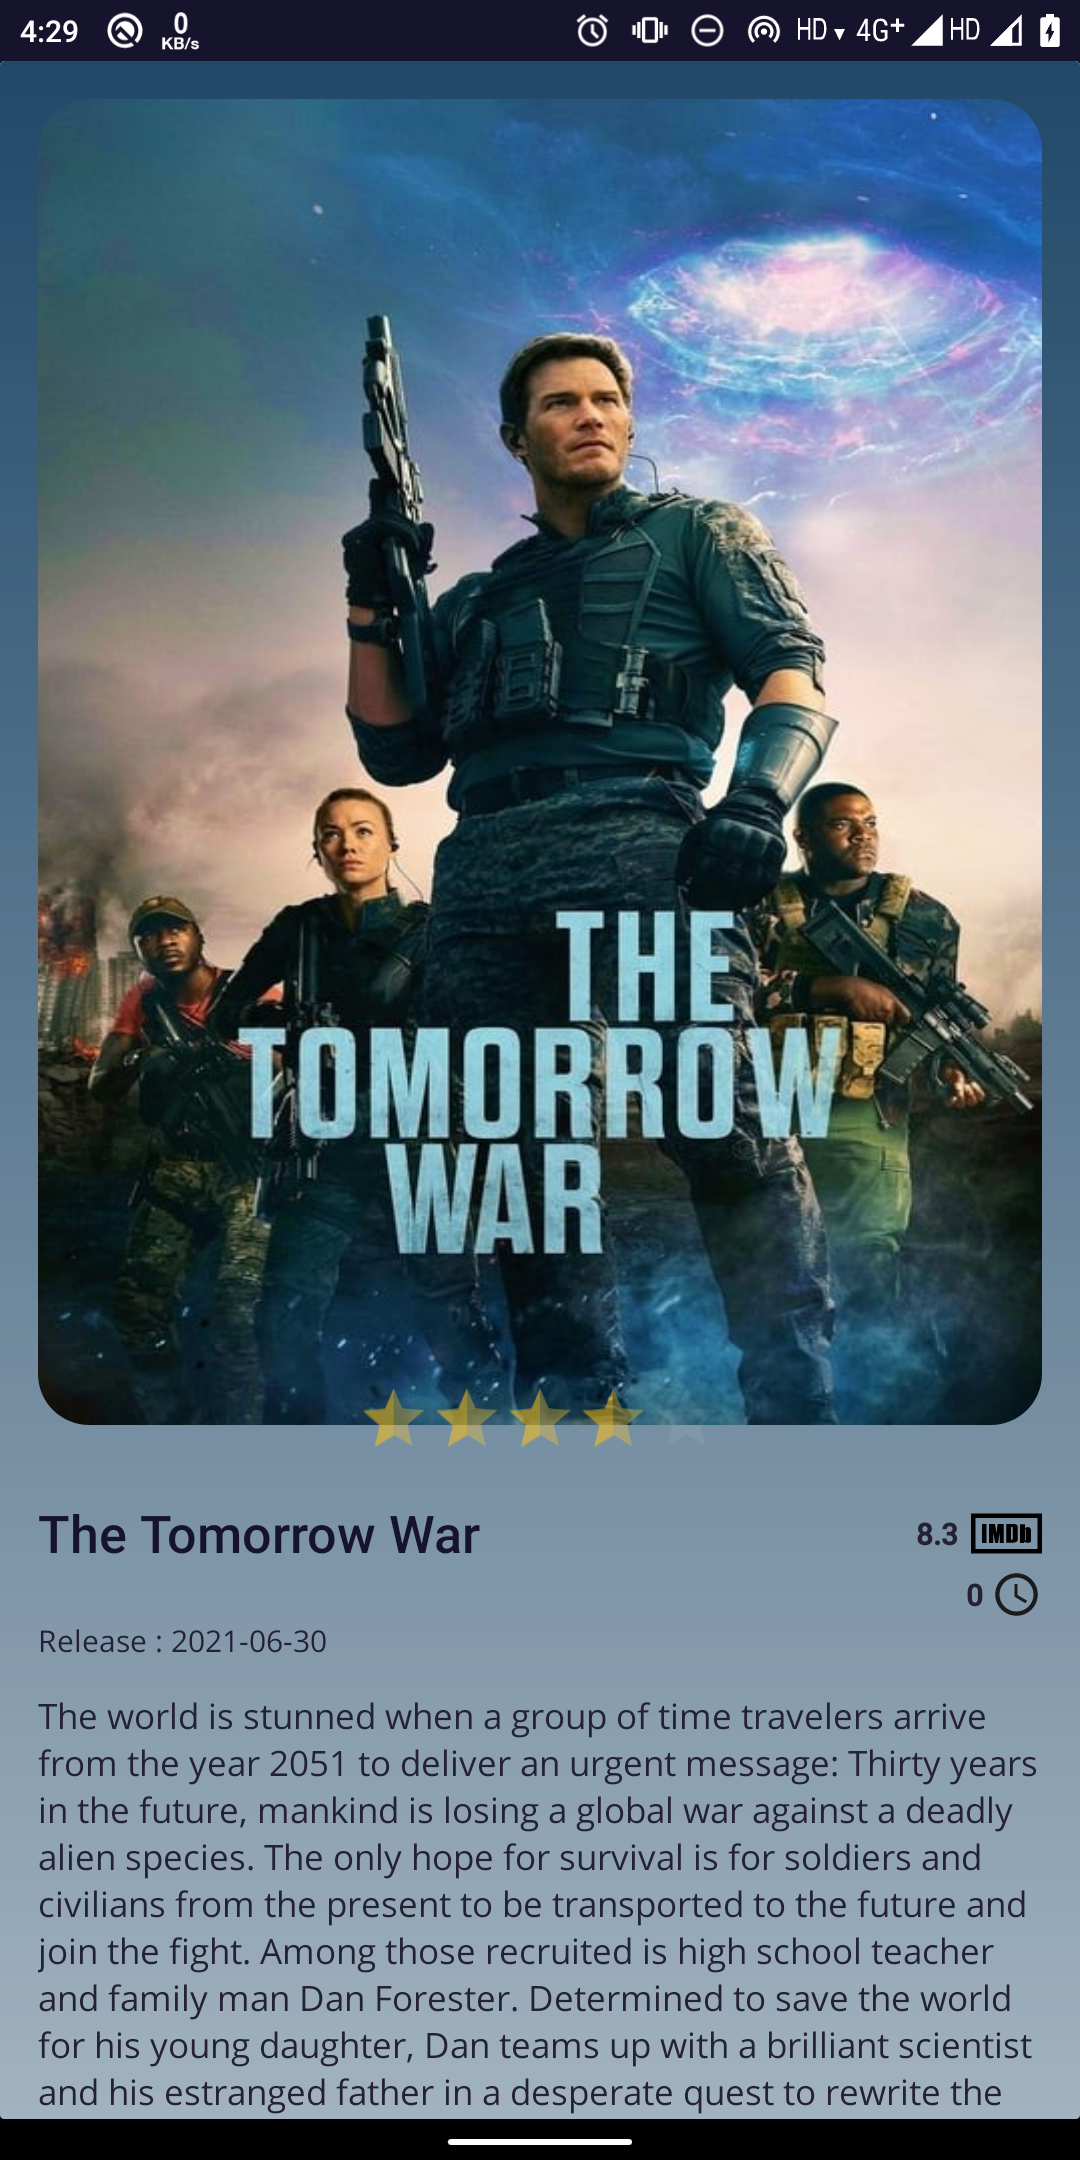 4:29 0 KB/s HD 4G+ HD
THE
TOMORROW
WAR
The Tomorrow War
8.3 IMDb
0
Release : 2021-06-30
The world is stunned when a group of time travelers arrive
from the year 2051 to deliver an urgent message: Thirty years
in the future, mankind is losing a global war against a deadly
alien species. The only hope for survival is for soldiers and
civilians from the present to be transported to the future and
join the fight. Among those recruited is high school teacher
and family man Dan Forester. Determined to save the world
for his young daughter, Dan teams up with a brilliant scientist
and his estranged father in a desperate quest to rewrite the